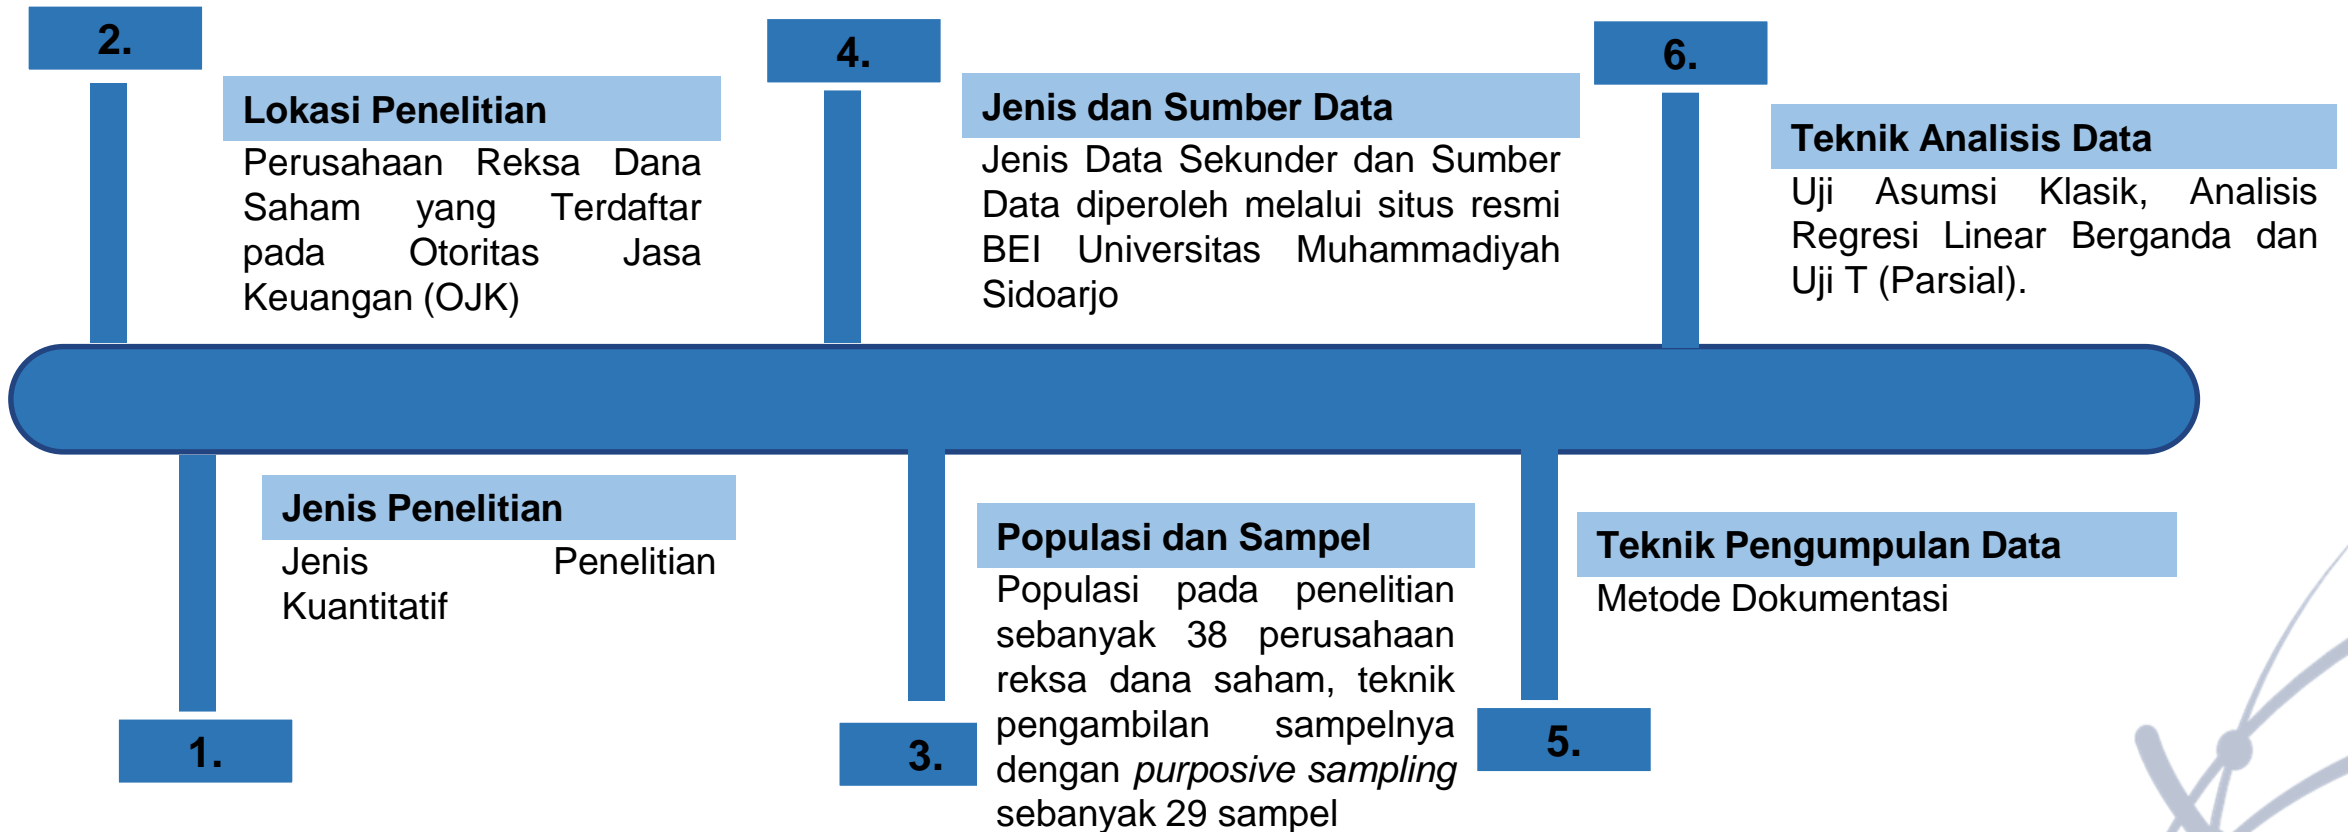 2.
Lokasi Penelitian
Perusahaan Reksa Dana
Saham yang Terdaftar
pada Otoritas Jasa
Keuangan (OJK)
4.
Jenis dan Sumber Data
Jenis Data Sekunder dan Sumber
Data diperoleh melalui situs resmi
BEI Universitas Muhammadiyah
Sidoarjo
6.
Teknik Analisis Data
Uji Asumsi Klasik, Analisis
Regresi Linear Berganda dan
Uji T (Parsial).
1.
Jenis Penelitian
Jenis Penelitian
Kuantitatif
3.
Populasi dan Sampel
Populasi pada penelitian
sebanyak 38 perusahaan
reksa dana saham, teknik
pengambilan sampelnya
dengan purposive sampling
sebanyak 29 sampel
5.
Teknik Pengumpulan Data
Metode Dokumentasi